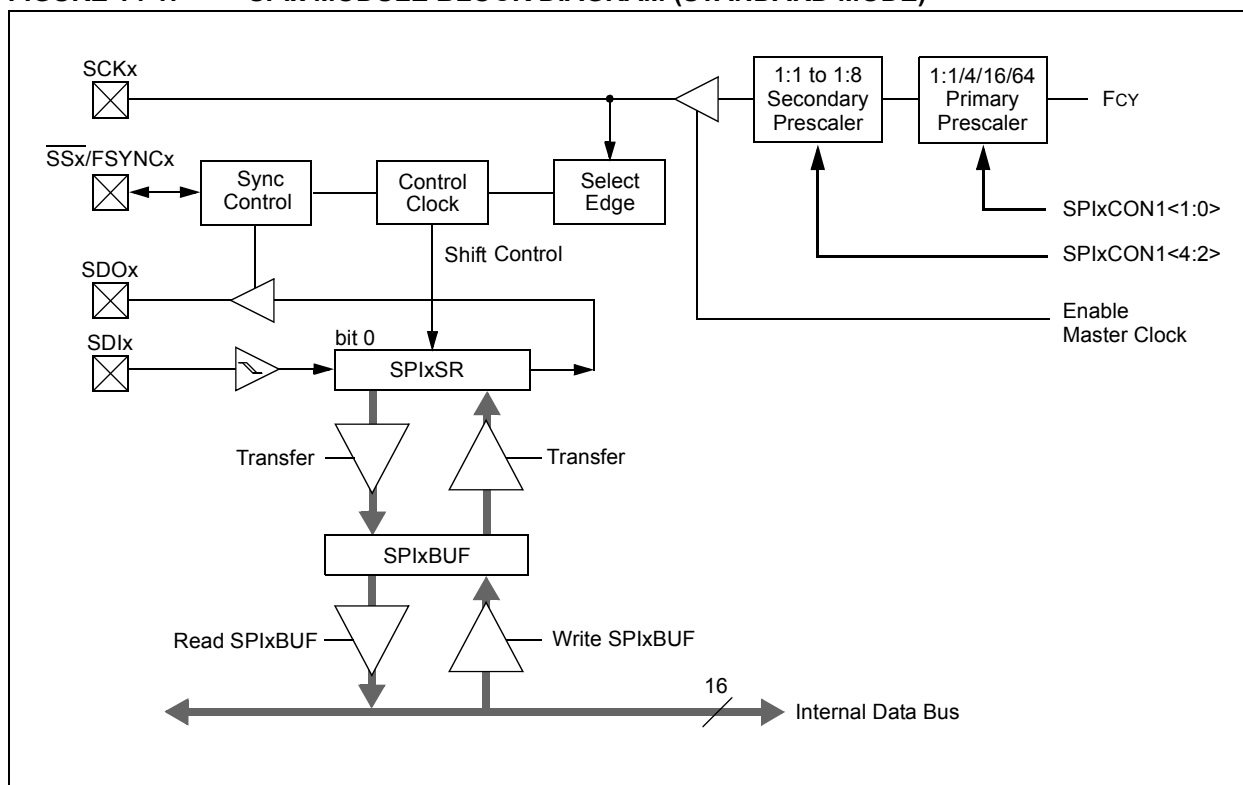 SCKx
1:1 to 1:8
Secondary
Prescaler
1:1/4/16/64
Primary
Prescaler
FCY
SSx/FSYNCx
Sync
Control
Control
Clock
Select
Edge
SPIxCON1<1:0>
Shift Control
SPIxCON1<4:2>
SDOx
Enable
Master Clock
SDIx
bit 0
SPIxSR
Transfer
Transfer
SPIxBUF
Read SPIxBUF
Write SPIxBUF
16
Internal Data Bus